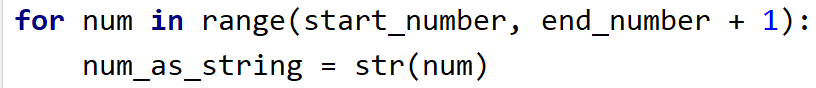 for num in range(start_number, end_number + 1):
    num_as_string = str(num)